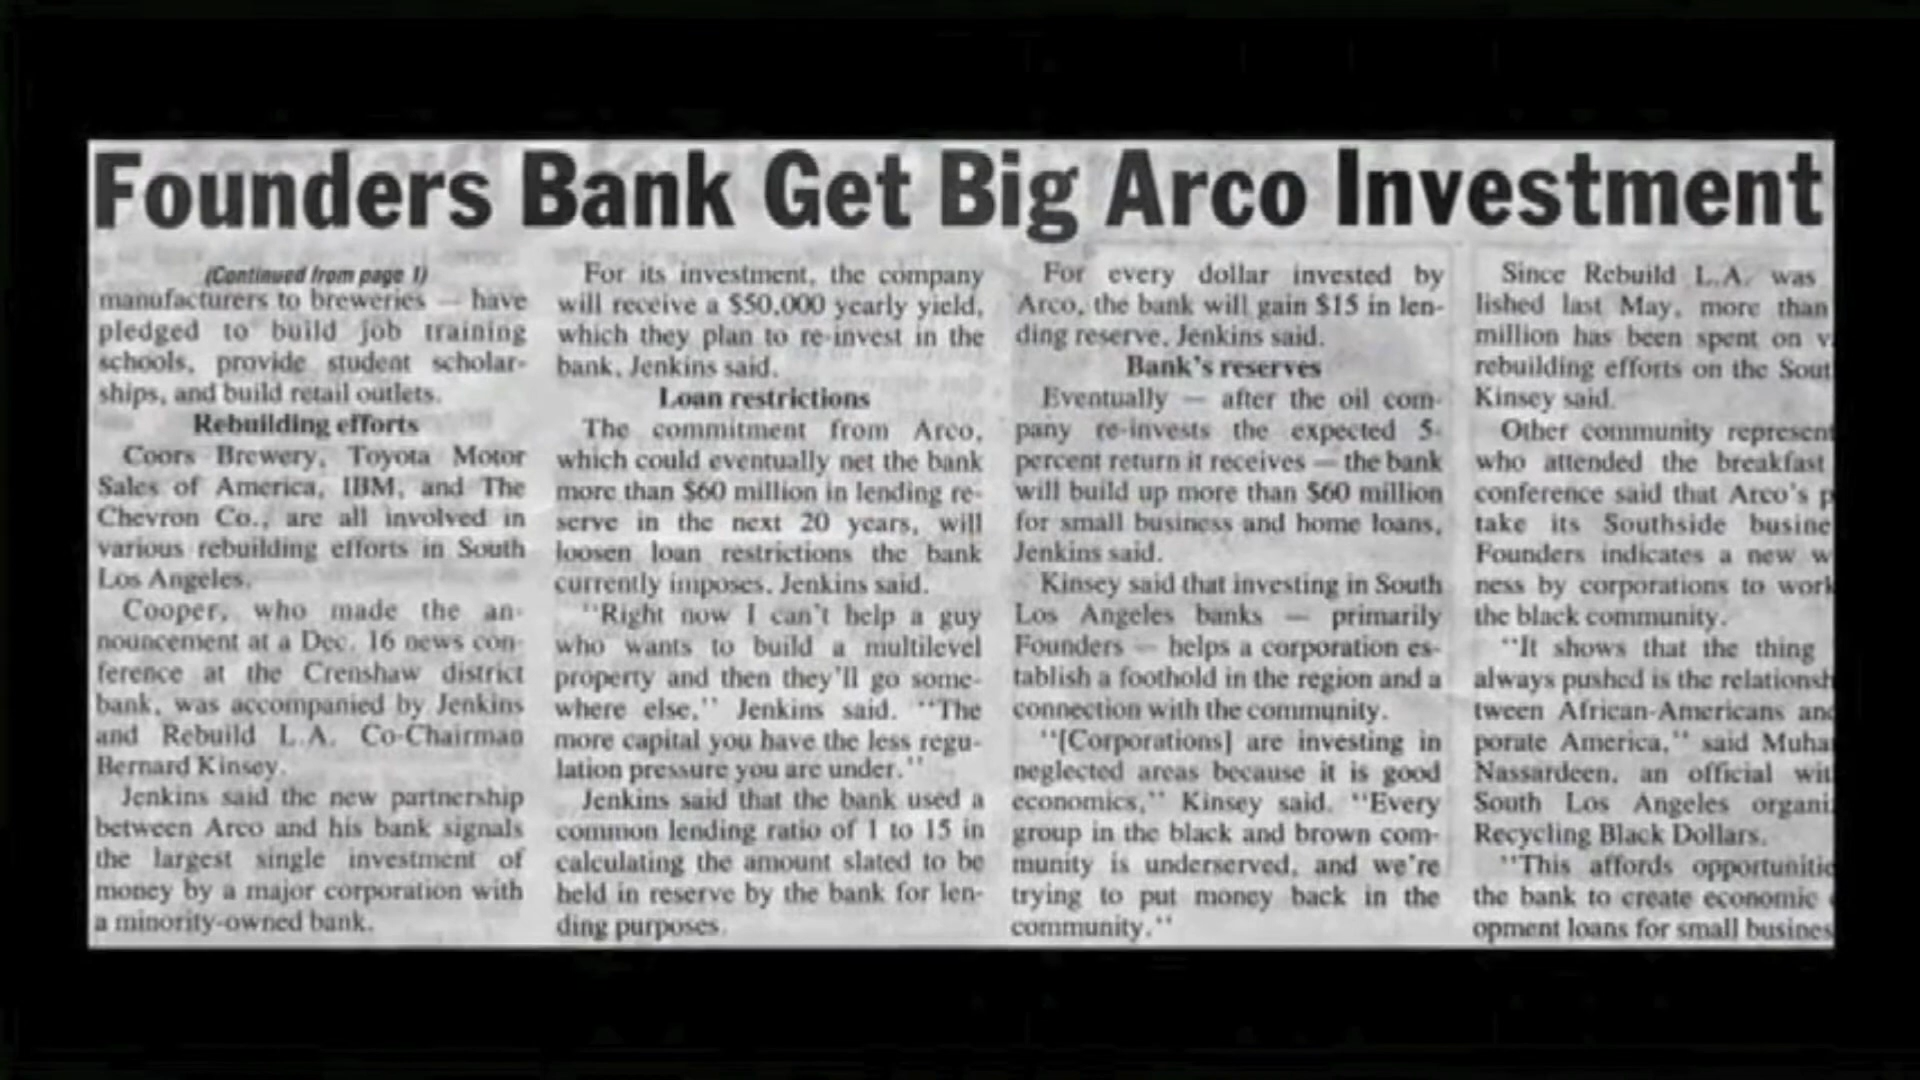 Founders Bank Get Big Arco Investment
(Continued from page 1)
manufacturers to breweries — have
pledged to build job training
schools, provide student scholar-
ships, and build retail outlets.
Rebuilding efforts
Coors Brewery, Toyota Motor
Sales of America, IBM, and The
Chevron Co., are all involved in
various rebuilding efforts in South
Los Angeles.
Cooper, who made the an-
nouncement at a Dec. 16 news con-
ference at the Crenshaw district
bank, was accompanied by Jenkins
and Rebuild L.A. Co-Chairman
Bernard Kinsey.
Jenkins said the new partnership
between Arco and his bank signals
the largest single investment of
money by a major corporation with
a minority-owned bank.
For its investment, the company
will receive a $50,000 yearly yield,
which they plan to re-invest in the
bank, Jenkins said.
Loan restrictions
The commitment from Arco,
which could eventually net the bank
more than $60 million in lending re-
serve in the next 20 years, will
loosen loan restrictions the bank
currently imposes, Jenkins said.
"Right now I can't help a guy
who wants to build a multilevel
property and then they'll go some-
where else," Jenkins said. "The
more capital you have the less regu-
lation pressure you are under."
Jenkins said that the bank used a
common lending ratio of 1 to 15 in
calculating the amount slated to be
held in reserve by the bank for len-
ding purposes.
For every dollar invested by
Arco, the bank will gain $15 in len-
ding reserve, Jenkins said.
Bank's reserves
Eventually — after the oil com-
pany re-invests the expected 5-
percent return it receives — the bank
will build up more than $60 million
for small business and home loans,
Jenkins said.
Kinsey said that investing in South
Los Angeles banks — primarily
Founders — helps a corporation es-
tablish a foothold in the region and a
connection with the community.
"[Corporations] are investing in
neglected areas because it is good
economics," Kinsey said. "Every
group in the black and brown com-
munity is underserved, and we're
trying to put money back in the
community."
Since Rebuild L.A. was
lished last May, more than
million has been spent on v
rebuilding efforts on the Sout
Kinsey said.
Other community represent
who attended the breakfast
conference said that Arco's p
take its Southside busine
Founders indicates a new w
ness by corporations to work
the black community.
"It shows that the thing
always pushed is the relationsh
tween African-Americans and
porate America," said Muha
Nassardeen, an official wit
South Los Angeles organi
Recycling Black Dollars.
"This affords opportunitie
the bank to create economic
opment loans for small busines